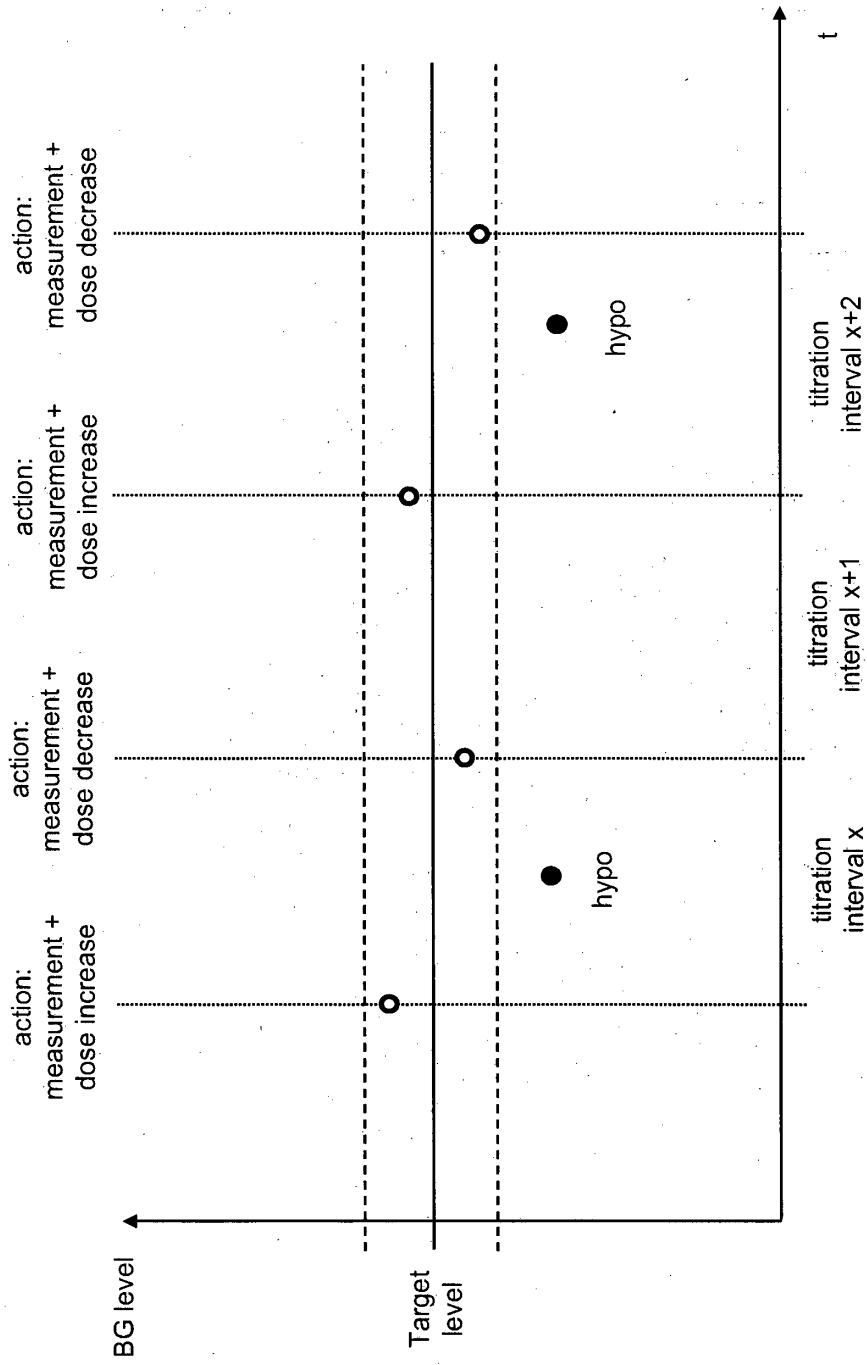 action:
measurement +
dose increase
action:
measurement +
dose decrease
action:
measurement +
dose increase
action:
measurement +
dose decrease
BG level
Target
level
hypo
hypo
t
titration
interval x
titration
interval x+1
titration
interval x+2